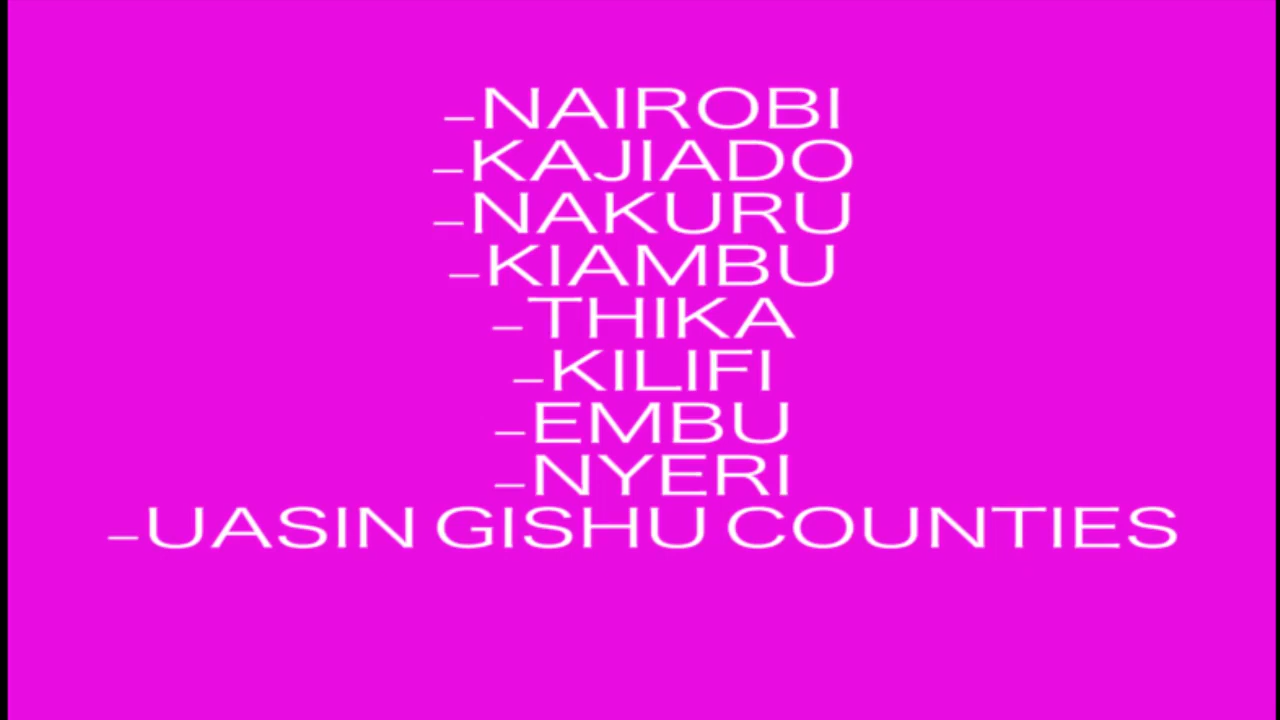 -NAIROBI
-KAJIADO
-NAKURU
-KIAMBU
-THIKA
-KILIFI
-EMBU
-NYERI
-UASIN GISHU COUNTIES